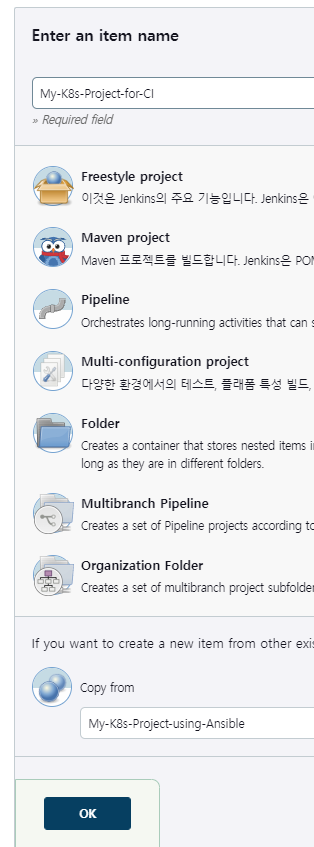 Enter an item name
My-K8s-Project-for-CI
» Required field
Freestyle project
이것은 Jenkins의 주요 기능입니다. Jenkins은
Maven project
Maven 프로젝트를 빌드합니다. Jenkins은 POM
Pipeline
Orchestrates long-running activities that can s
Multi-configuration project
다양한 환경에서의 테스트, 플래폼 특성 빌드,
Folder
Creates a container that stores nested items i
long as they are in different folders.
Multibranch Pipeline
Creates a set of Pipeline projects according to
Organization Folder
Creates a set of multibranch project subfolder
If you want to create a new item from other exis
Copy from
My-K8s-Project-using-Ansible
OK